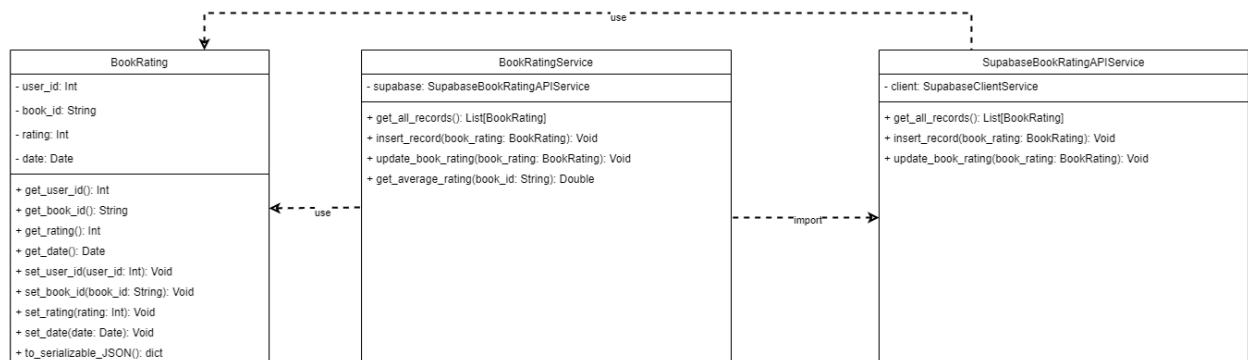 use
BookRating
- user_id: Int
- book_id: String
- rating: Int
- date: Date
+ get_user_id(): Int
+ get_book_id(): String
+ get_rating(): Int
+ get_date(): Date
+ set_user_id(user_id: Int): Void
+ set_book_id(book_id: String): Void
+ set_rating(rating: Int): Void
+ set_date(date: Date): Void
+ to_serializable_JSON(): dict
use
BookRatingService
- supabase: SupabaseBookRatingAPIService
+ get_all_records(): List[BookRating]
+ insert_record(book_rating: BookRating): Void
+ update_book_rating(book_rating: BookRating): Void
+ get_average_rating(book_id: String): Double
import
SupabaseBookRatingAPIService
- client: SupabaseClientService
+ get_all_records(): List[BookRating]
+ insert_record(book_rating: BookRating): Void
+ update_book_rating(book_rating: BookRating): Void